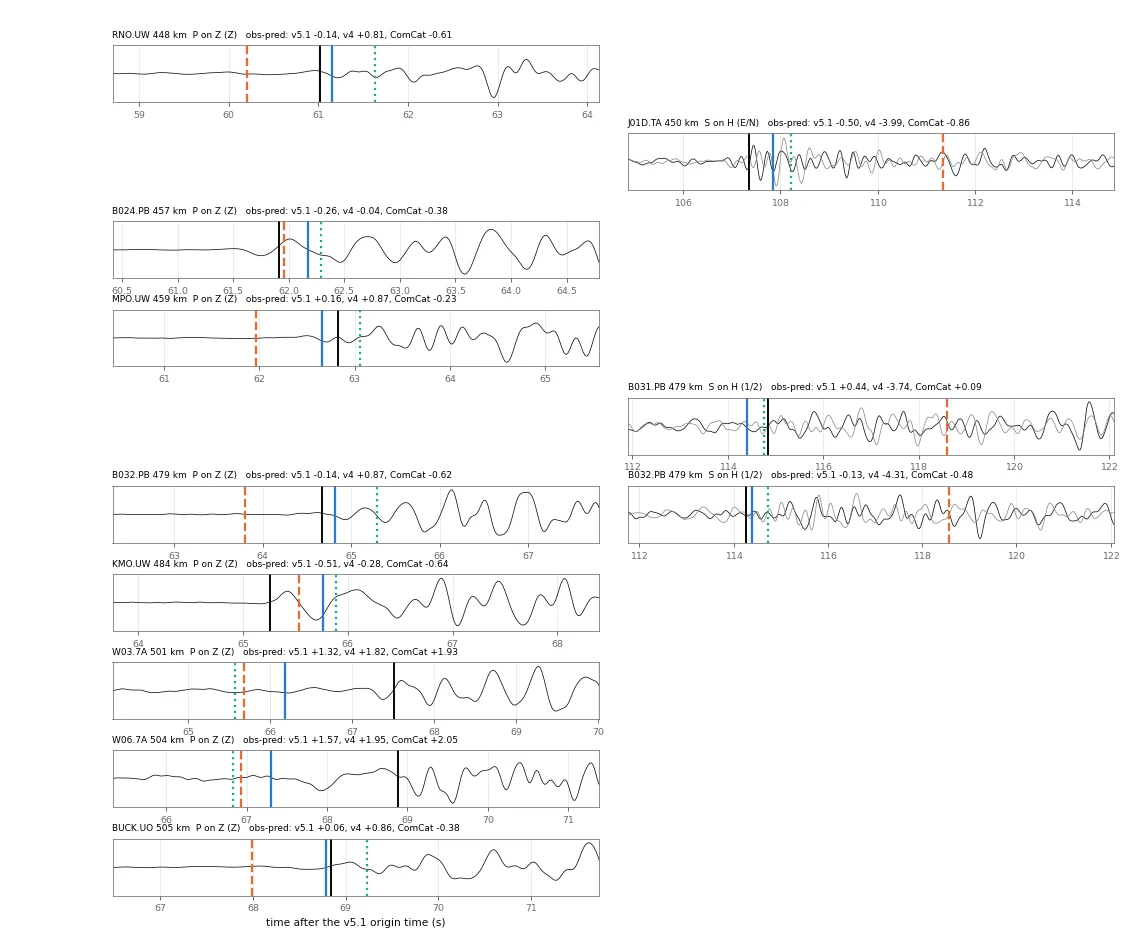 RNO.UW 448 km  P on Z (Z)   obs-pred: v5.1 -0.14, v4 +0.81, ComCat -0.61
59 60 61 62 63 64
J01D.TA 450 km  S on H (E/N)   obs-pred: v5.1 -0.50, v4 -3.99, ComCat -0.86
106 108 110 112 114
B024.PB 457 km  P on Z (Z)   obs-pred: v5.1 -0.26, v4 -0.04, ComCat -0.38
60.5 61.0 61.5 62.0 62.5 63.0 63.5 64.0 64.5
MPO.UW 459 km  P on Z (Z)   obs-pred: v5.1 +0.16, v4 +0.87, ComCat -0.23
61 62 63 64 65
B031.PB 479 km  S on H (1/2)   obs-pred: v5.1 +0.44, v4 -3.74, ComCat +0.09
112 114 116 118 120 122
B032.PB 479 km  P on Z (Z)   obs-pred: v5.1 -0.14, v4 +0.87, ComCat -0.62
63 64 65 66 67
B032.PB 479 km  S on H (1/2)   obs-pred: v5.1 -0.13, v4 -4.31, ComCat -0.48
112 114 116 118 120 122
KMO.UW 484 km  P on Z (Z)   obs-pred: v5.1 -0.51, v4 -0.28, ComCat -0.64
64 65 66 67 68
W03.7A 501 km  P on Z (Z)   obs-pred: v5.1 +1.32, v4 +1.82, ComCat +1.93
65 66 67 68 69 70
W06.7A 504 km  P on Z (Z)   obs-pred: v5.1 +1.57, v4 +1.95, ComCat +2.05
66 67 68 69 70 71
BUCK.UO 505 km  P on Z (Z)   obs-pred: v5.1 +0.06, v4 +0.86, ComCat -0.38
67 68 69 70 71
time after the v5.1 origin time (s)